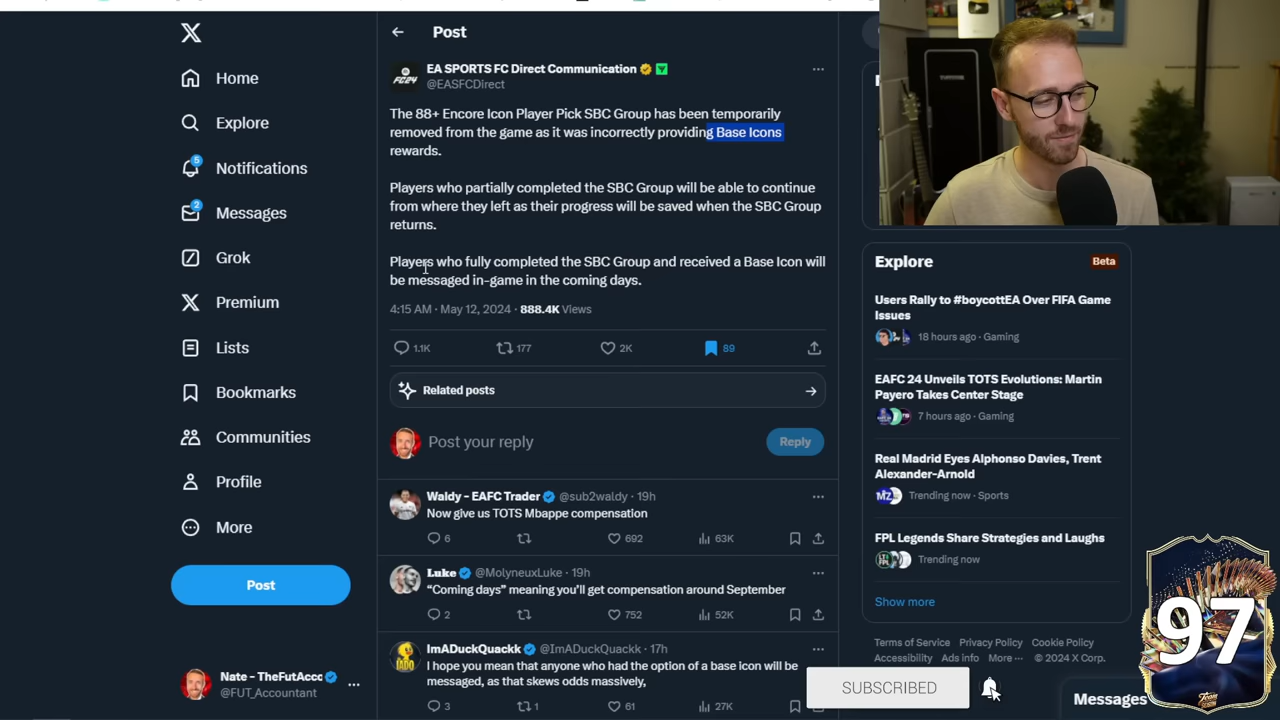 Post
EA SPORTS FC Direct Communication
@EASFCDirect
FC24
The 88+ Encore Icon Player Pick SBC Group has been temporarily
removed from the game as it was incorrectly providing Base Icons
rewards.
Players who partially completed the SBC Group will be able to continue
from where they left as their progress will be saved when the SBC Group
returns.
Players who fully completed the SBC Group and received a Base Icon will
be messaged in-game in the coming days.
4:15 AM · May 12, 2024 · 888.4K Views
1.1K 177 2K 89
Related posts
Post your reply
Reply
Waldy - EAFC Trader @sub2waldy · 19h
Now give us TOTS Mbappe compensation
6 692 63K
Luke @MolyneuxLuke · 19h
“Coming days” meaning you’ll get compensation around September
2 752 52K
ImADuckQuackk @ImADuckQuackk · 17h
I hope you mean that anyone who had the option of a base icon will be
messaged, as that skews odds massively,
3 1 61 27K
Home
Explore
5
Notifications
2
Messages
Grok
Premium
Lists
Bookmarks
Communities
Profile
More
Post
Nate - TheFutAcc
@FUT_Accountant
Explore
Beta
Users Rally to #boycottEA Over FIFA Game
Issues
18 hours ago · Gaming
EAFC 24 Unveils TOTS Evolutions: Martin
Payero Takes Center Stage
7 hours ago · Gaming
Real Madrid Eyes Alphonso Davies, Trent
Alexander-Arnold
Trending now · Sports
FPL Legends Share Strategies and Laughs
Trending now
Show more
Terms of Service Privacy Policy Cookie Policy
Accessibility Ads info More ··· © 2024 X Corp.
SUBSCRIBED
Messages
97